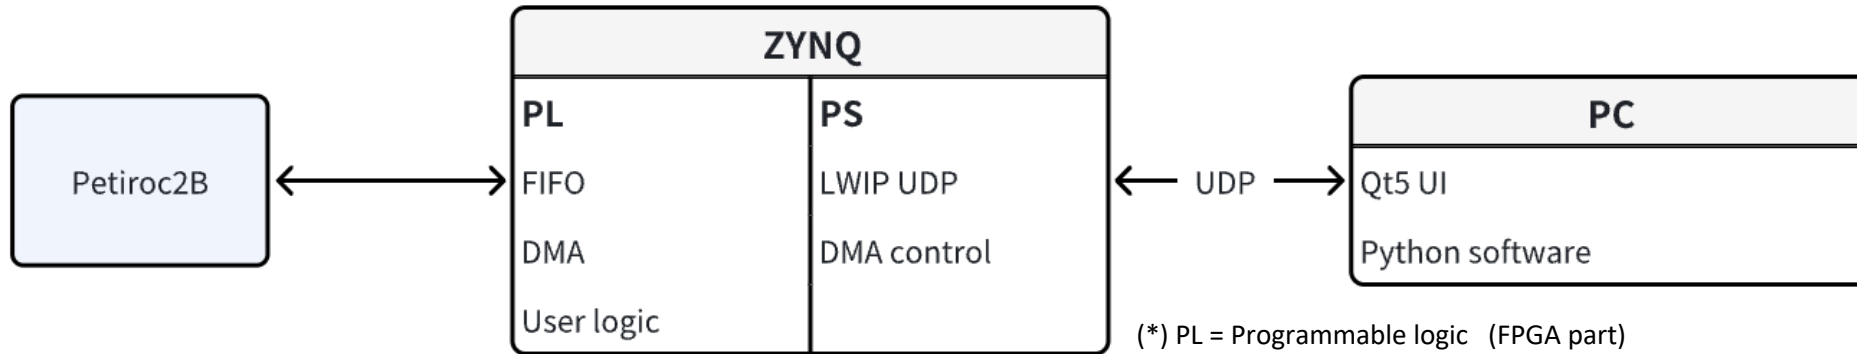 ZYNQ
PL
PS
PC
Petiroc2B
FIFO
LWIP UDP
UDP
Qt5 UI
DMA
DMA control
Python software
User logic
(*) PL = Programmable logic (FPGA part)